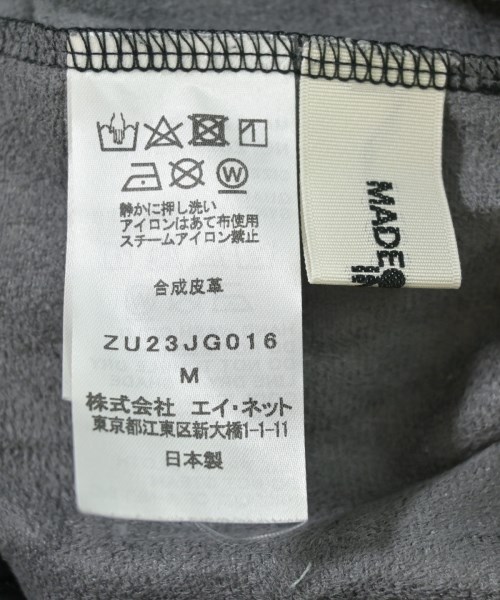 静かに押し洗い
アイロンはあて布使用
スチームアイロン禁止
合成皮革
ZU23JG016
M
株式会社 エイ・ネット
東京都江東区新大橋1-1-11
日本製
MADE
W